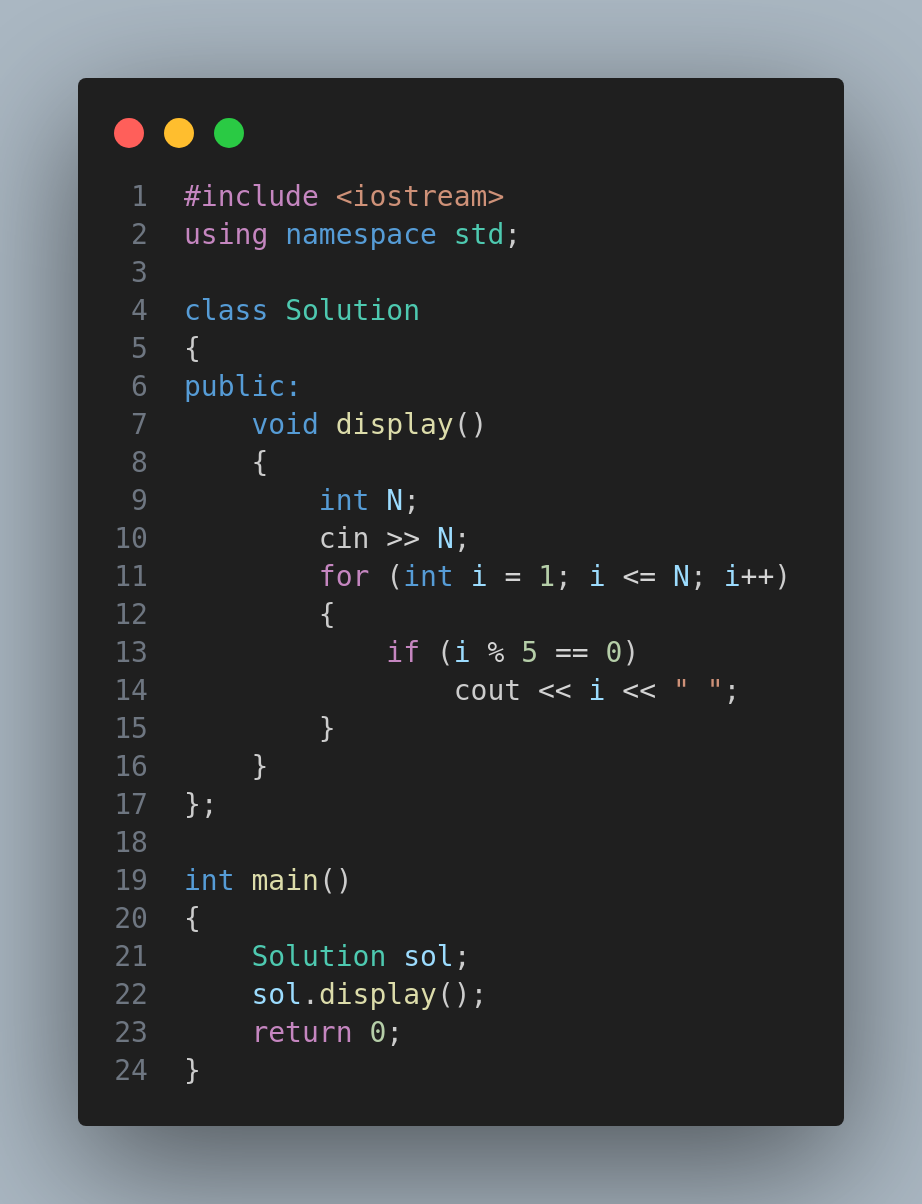 1 #include <iostream>
2 using namespace std;
3
4 class Solution
5 {
6 public:
7     void display()
8     {
9         int N;
10         cin >> N;
11         for (int i = 1; i <= N; i++)
12         {
13             if (i % 5 == 0)
14                 cout << i << " ";
15         }
16     }
17 };
18
19 int main()
20 {
21     Solution sol;
22     sol.display();
23     return 0;
24 }